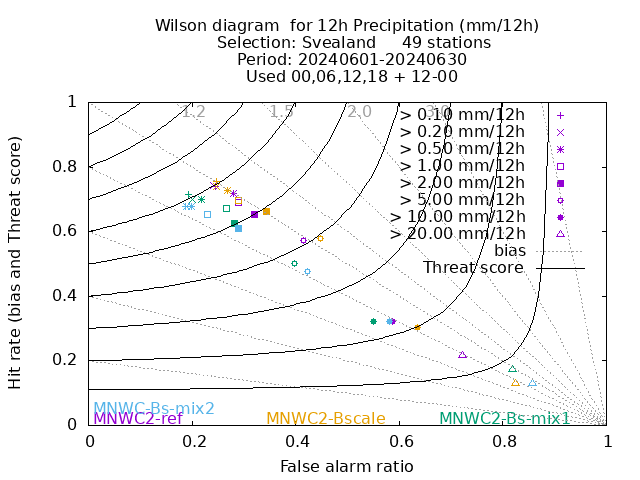 Wilson diagram  for 12h Precipitation (mm/12h)
Selection: Svealand     49 stations
Period: 20240601-20240630
Used 00,06,12,18 + 12-00
Hit rate (bias and Threat score)
1
0.8
0.6
0.4
0.2
0
1.2 1.5 2.0 3.0
> 0.10 mm/12h
> 0.20 mm/12h
> 0.50 mm/12h
> 1.00 mm/12h
> 2.00 mm/12h
> 5.00 mm/12h
> 10.00 mm/12h
> 20.00 mm/12h
bias
Threat score
MNWC-Bs-mix2
MNWC2-ref MNWC2-Bscale MNWC2-Bs-mix1
0 0.2 0.4 0.6 0.8 1
False alarm ratio